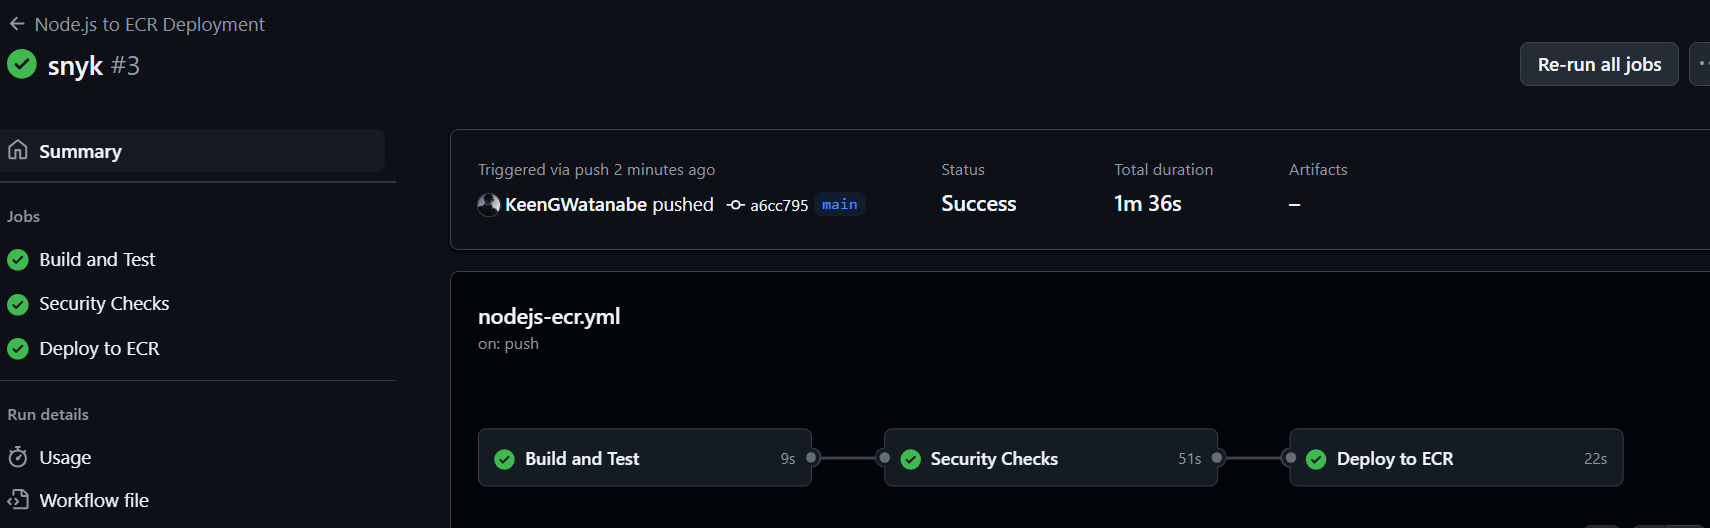 Node.js to ECR Deployment
snyk #3
Re-run all jobs
Summary
Jobs
Build and Test
Security Checks
Deploy to ECR
Run details
Usage
Workflow file
Triggered via push 2 minutes ago
KeenGWatanabe pushed a6cc795 main
Status
Success
Total duration
1m 36s
Artifacts
–
nodejs-ecr.yml
on: push
Build and Test 9s
Security Checks 51s
Deploy to ECR 22s